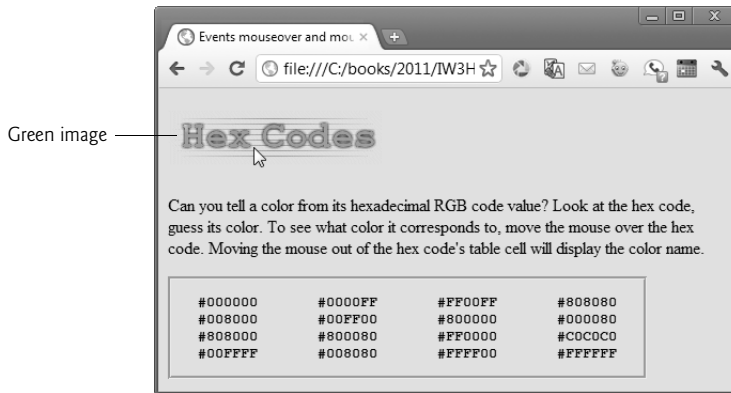 Events mouseover and mou
file:///C:/books/2011/IW3H
Green image
Hex Codes
Can you tell a color from its hexadecimal RGB code value? Look at the hex code,
guess its color. To see what color it corresponds to, move the mouse over the hex
code. Moving the mouse out of the hex code's table cell will display the color name.
#000000 #0000FF #FF00FF #808080
#008000 #00FF00 #800000 #000080
#808000 #800080 #FF0000 #C0C0C0
#00FFFF #008080 #FFFF00 #FFFFFF